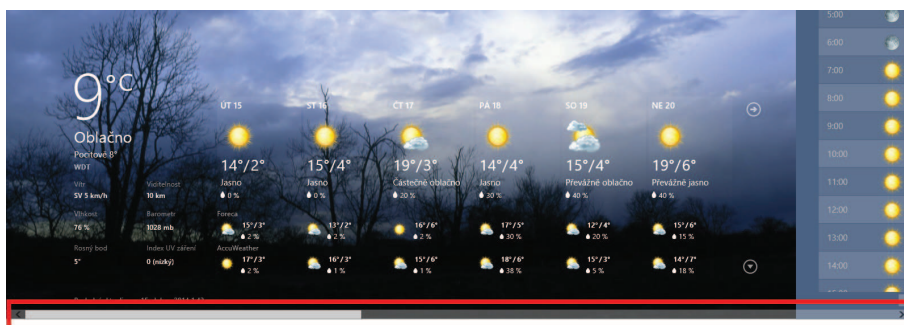 9°C
Oblačno
Pocitově 8°
WDT
Vítr
SV 5 km/h
Viditelnost
10 km
Vlhkost
76 %
Barometr
1028 mb
Rosný bod
5°
Index UV záření
0 (nízký)
ÚT 15
ST 16
ČT 17
PÁ 18
SO 19
NE 20
14°/2°
15°/4°
19°/3°
14°/4°
15°/4°
19°/6°
Jasno
Jasno
Částečně oblačno
Jasno
Převážně oblačno
Převážně jasno
0 %
0 %
20 %
30 %
40 %
40 %
Foreca
15°/3°
13°/2°
16°/6°
17°/5°
12°/4°
15°/6°
2 %
2 %
2 %
30 %
20 %
15 %
AccuWeather
17°/3°
16°/3°
15°/6°
18°/6°
15°/3°
14°/7°
2 %
1 %
1 %
38 %
5 %
18 %
5:00
6:00
7:00
8:00
9:00
10:00
11:00
12:00
13:00
14:00